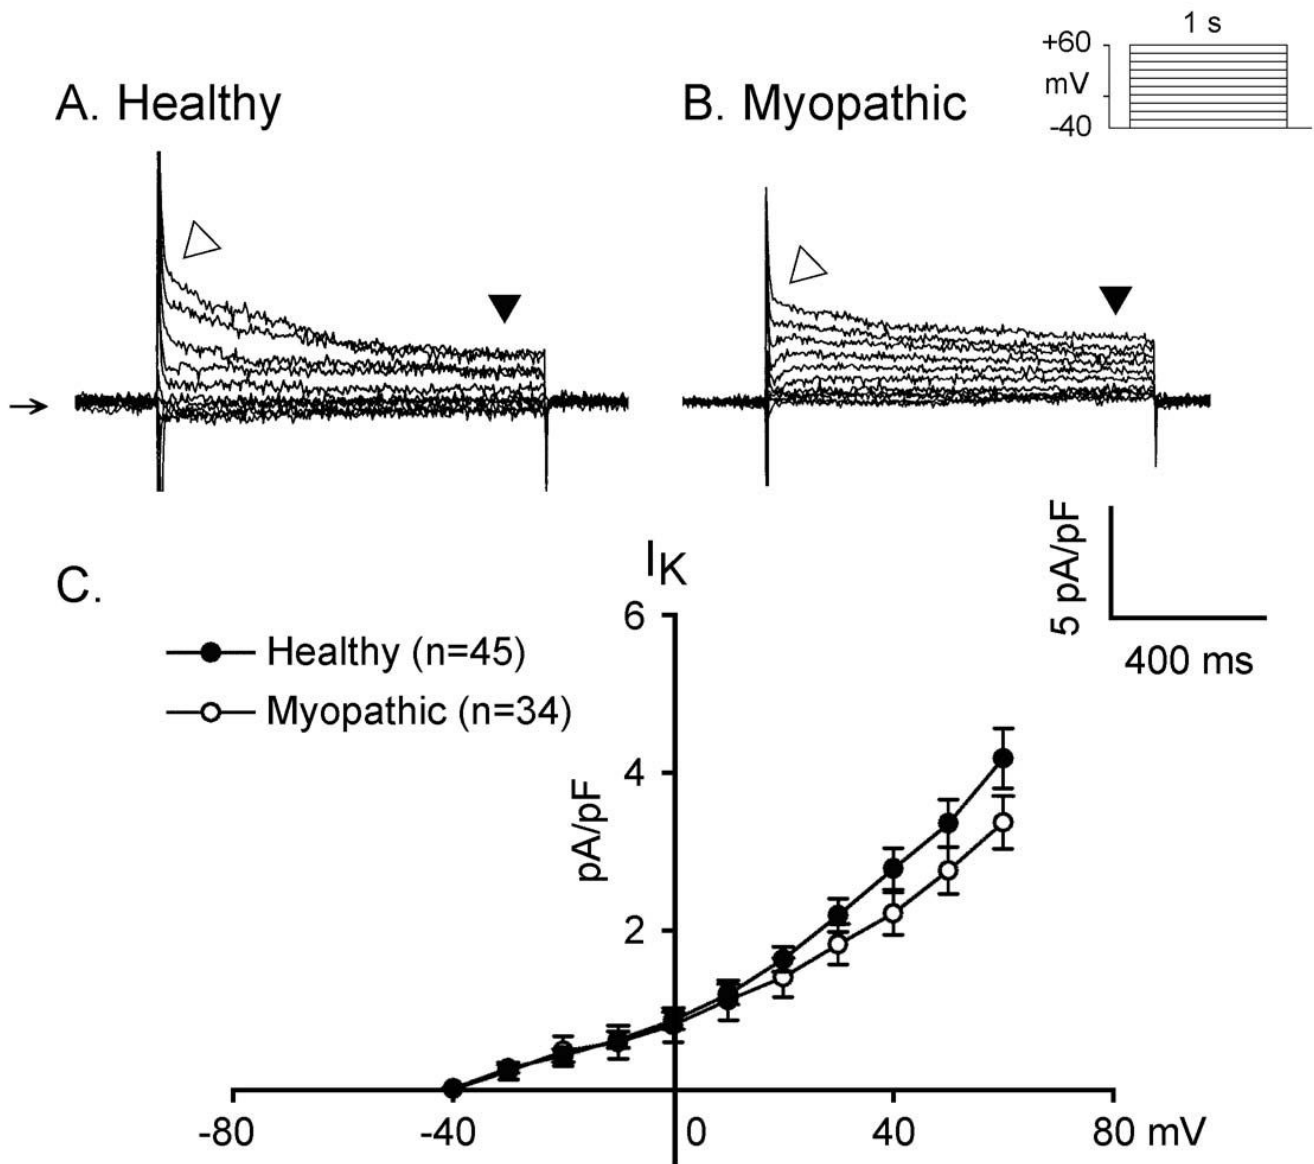 1 s
+60
mV
-40
A. Healthy
B. Myopathic
5 pA/pF
400 ms
C.
IK
Healthy (n=45)
Myopathic (n=34)
pA/pF
6
4
2
-80
-40
0
40
80 mV